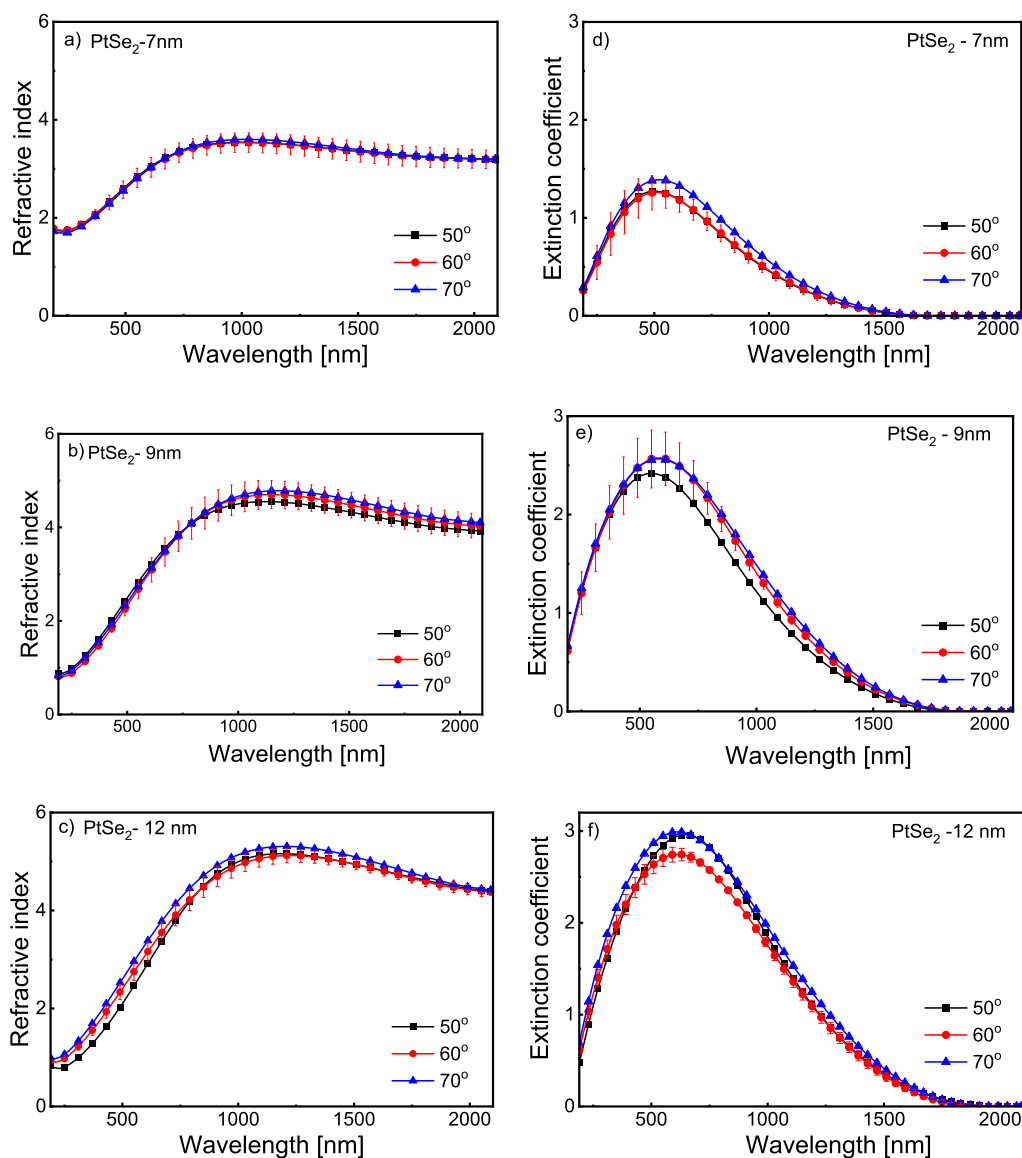 a) PtSe₂-7nm
Refractive index
6
4
2
0
50°
60°
70°
500 1000 1500 2000
Wavelength [nm]
d) PtSe₂ - 7nm
Extinction coefficient
3
2
1
0
50°
60°
70°
500 1000 1500 2000
Wavelength [nm]
b) PtSe₂- 9nm
Refractive index
6
4
2
0
50°
60°
70°
500 1000 1500 2000
Wavelength [nm]
e) PtSe₂ - 9nm
Extinction coefficient
3
2
1
0
50°
60°
70°
500 1000 1500 2000
Wavelength [nm]
c) PtSe₂- 12 nm
Refractive index
6
4
2
0
50°
60°
70°
500 1000 1500 2000
Wavelength [nm]
f) PtSe₂ -12 nm
Extinction coefficient
3
2
1
0
50°
60°
70°
500 1000 1500 2000
Wavelength [nm]